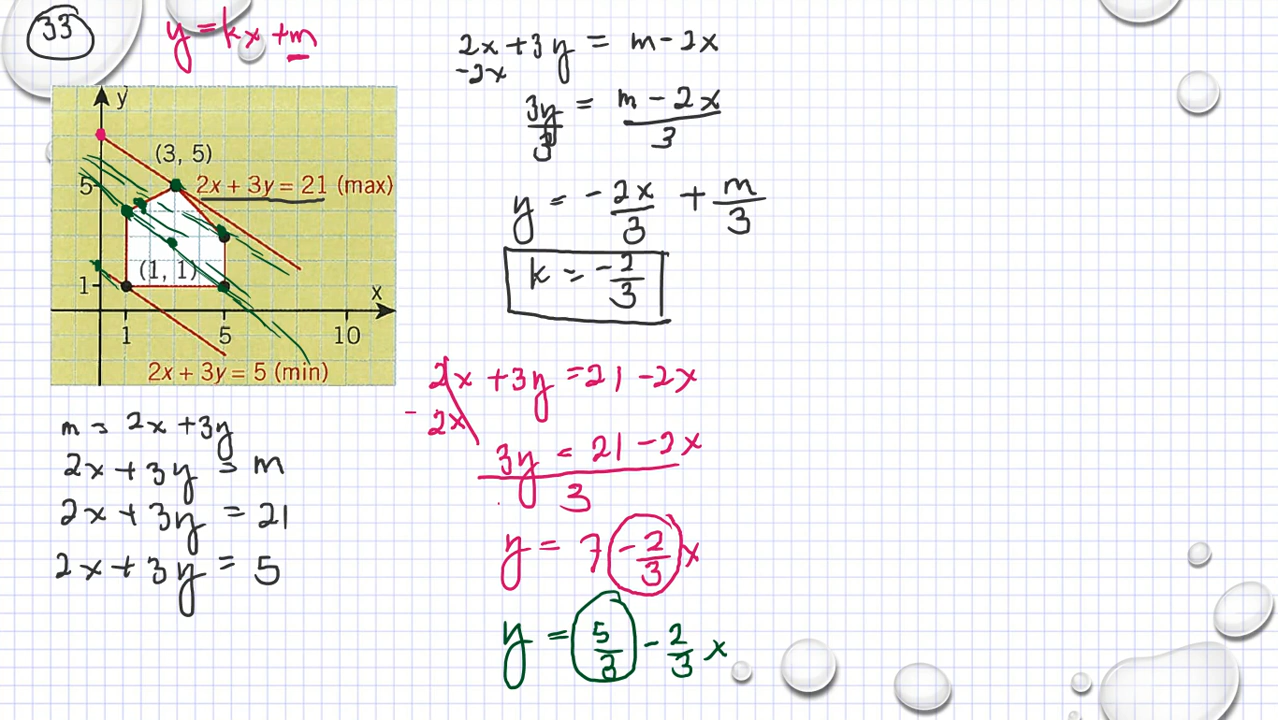 33
y = kx + m
y
(3, 5)
5
2x + 3y = 21 (max)
(1, 1)
1
x
1 5 10
2x + 3y = 5 (min)
m = 2x + 3y
2x + 3y = m
2x + 3y = 21
2x + 3y = 5
2x + 3y = m - 2x
-2x
3y/3 = m - 2x/3
y = -2x/3 + m/3
k = -2/3
2x + 3y = 21 - 2x
- 2x
3y = 21 - 2x
3
y = 7 - 2/3 x
y = 5/3 - 2/3 x